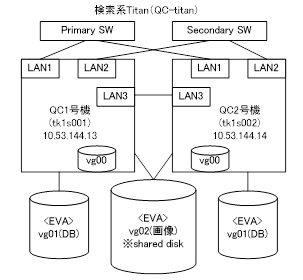 検索系Titan(QC-titan)
Primary SW
Secondary SW
LAN1
LAN2
LAN1
LAN2
LAN3
LAN3
QC1号機
(tk1s001)
10.53.144.13
QC2号機
(tk1s002)
10.53.144.14
vg00
vg00
<EVA>
vg01(DB)
<EVA>
vg02(画像)
※shared disk
<EVA>
vg01(DB)